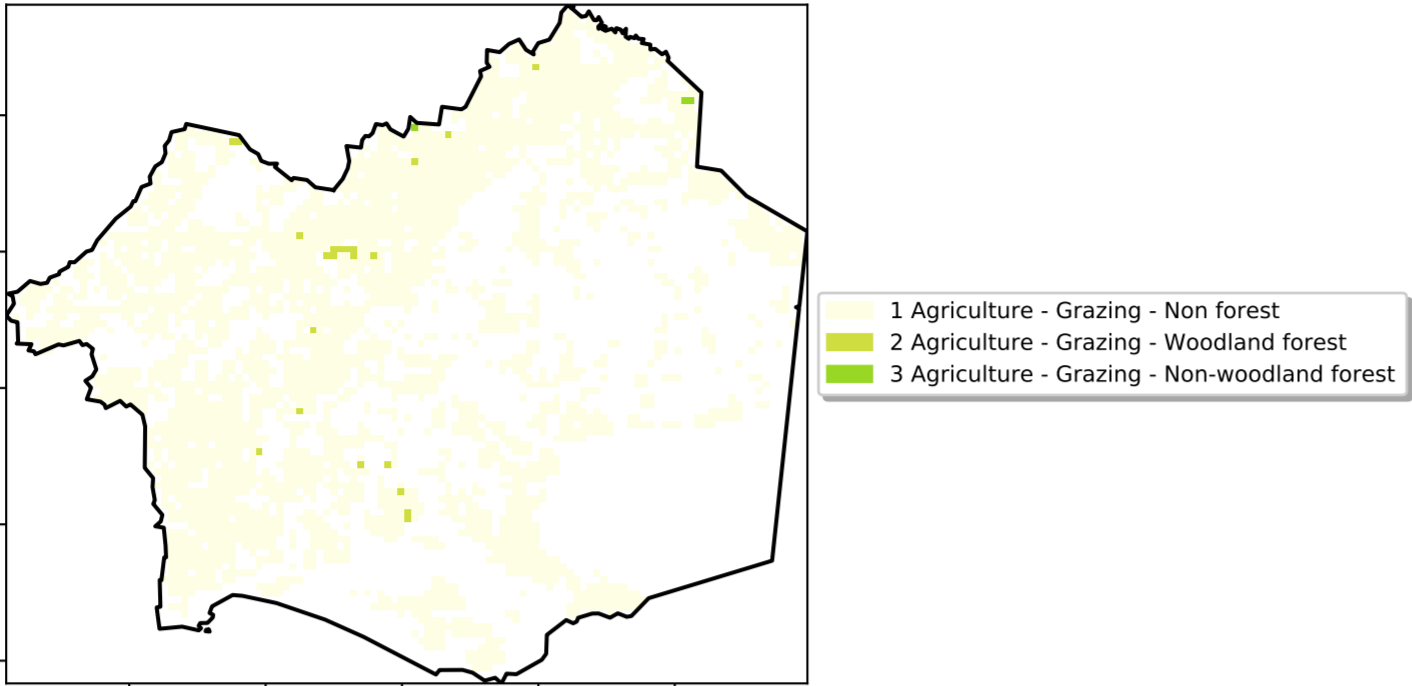 1 Agriculture - Grazing - Non forest
2 Agriculture - Grazing - Woodland forest
3 Agriculture - Grazing - Non-woodland forest